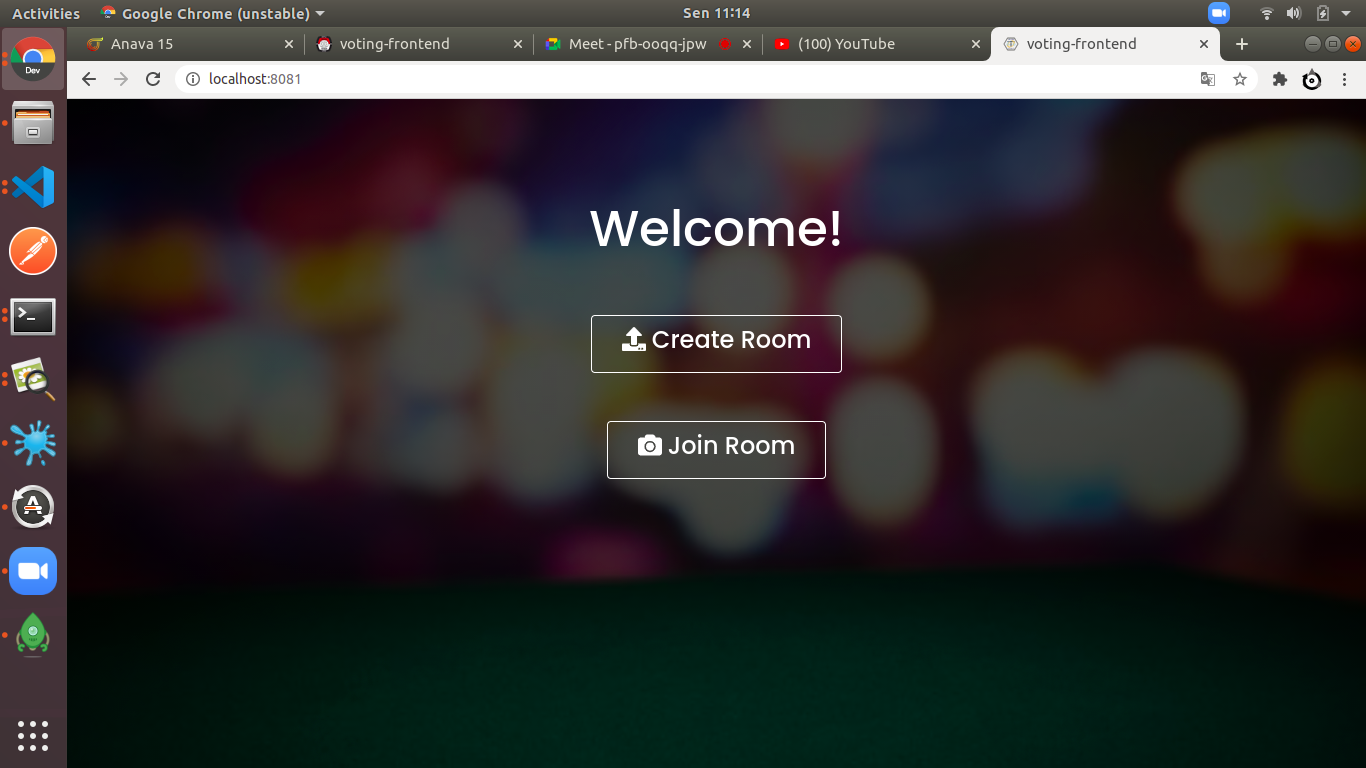 Activities
Google Chrome (unstable)
Sen 11:14
Anava 15
voting-frontend
Meet - pfb-ooqq-jpw
(100) YouTube
voting-frontend
localhost:8081
Dev
Welcome!
Create Room
Join Room